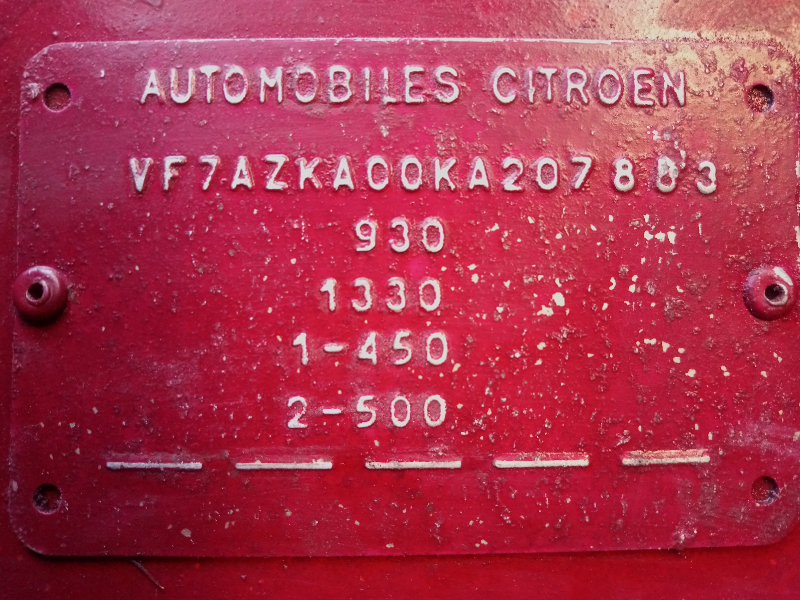 AUTOMOBILES CITROEN
VF7AZKA00KA207883
930
1330
1-450
2-500